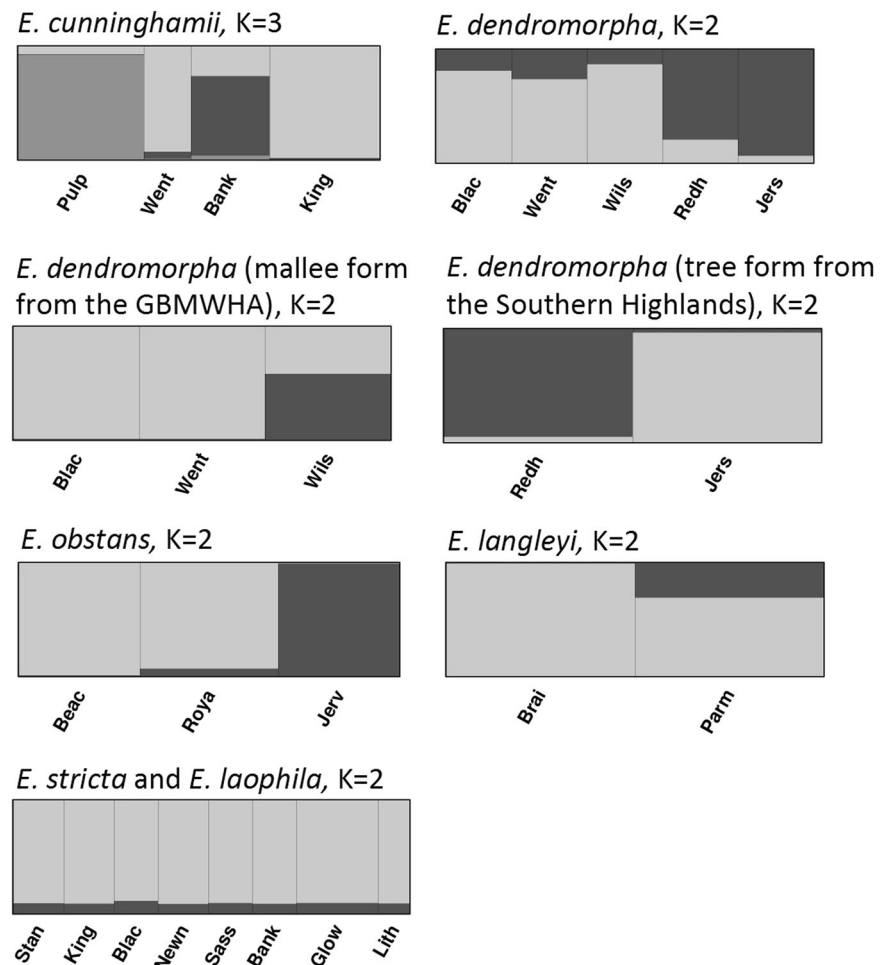 E. cunninghamii, K=3
Pulp Went Bank King
E. dendromorpha, K=2
Blac Went Wils Redh Jers
E. dendromorpha (mallee form
from the GBMWHA), K=2
Blac Went Wils
E. dendromorpha (tree form from
the Southern Highlands), K=2
Redh Jers
E. obstans, K=2
Beac Roya Jerv
E. langleyi, K=2
Brai Parm
E. stricta and E. laophila, K=2
Stan King Blac Newn Sass Bank Glow Lith